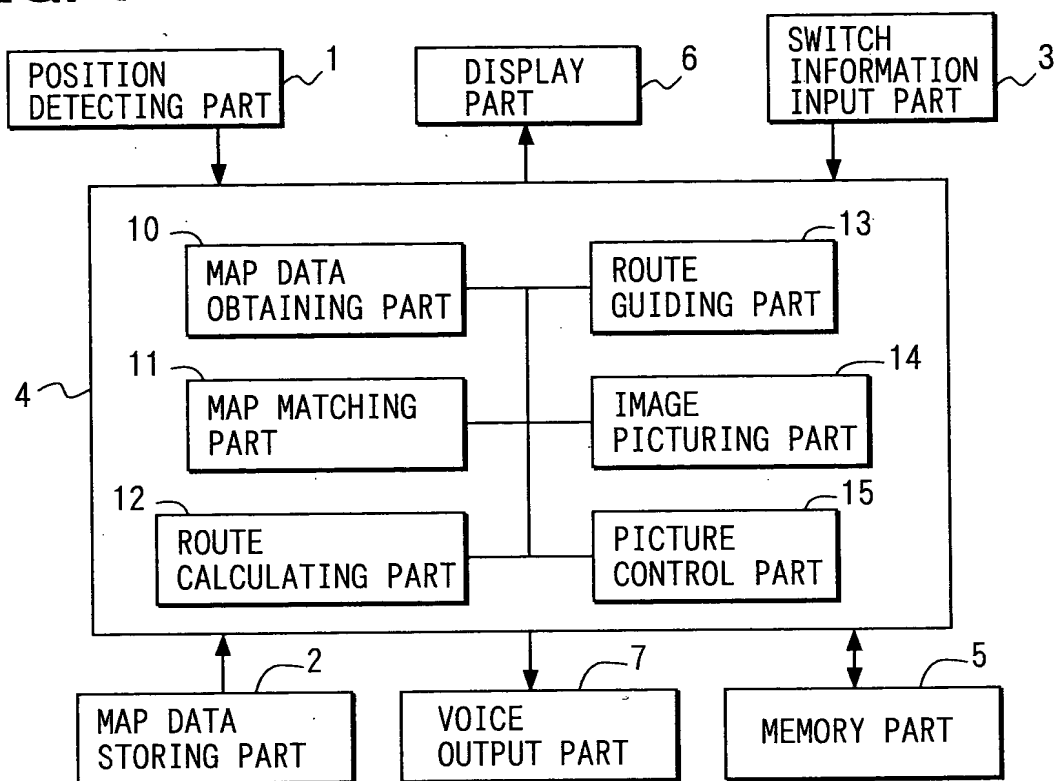 POSITION
DETECTING PART
1
DISPLAY
PART
6
SWITCH
INFORMATION
INPUT PART
3
4
10
MAP DATA
OBTAINING PART
13
ROUTE
GUIDING PART
11
MAP MATCHING
PART
14
IMAGE
PICTURING PART
12
ROUTE
CALCULATING PART
15
PICTURE
CONTROL PART
2
MAP DATA
STORING PART
7
VOICE
OUTPUT PART
5
MEMORY PART